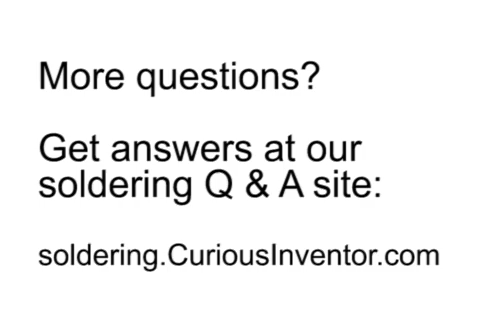 More questions?
Get answers at our
soldering Q & A site:
soldering.CuriousInventor.com